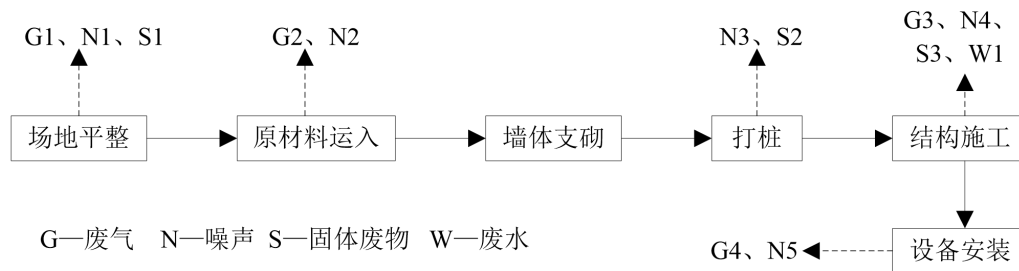 G1、N1、S1
G2、N2
N3、S2
G3、N4、
S3、W1
场地平整
原材料运入
墙体支砌
打桩
结构施工
G—废气 N—噪声 S—固体废物 W—废水
G4、N5
设备安装